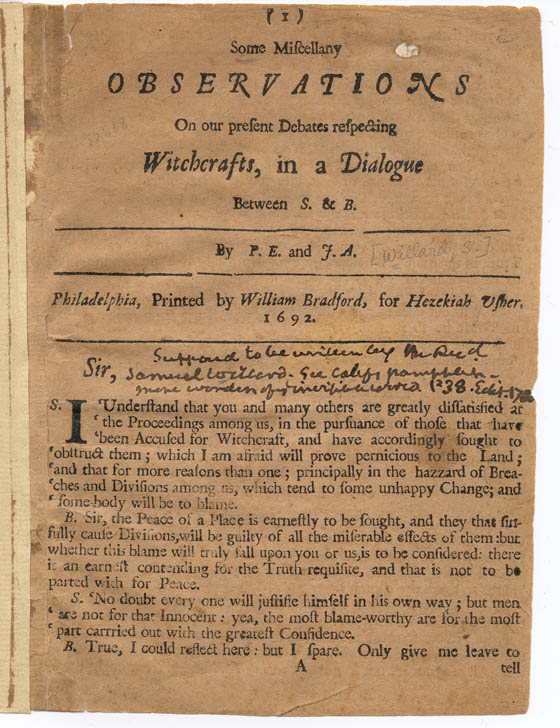 ( 1 )
Some Miſcellany
OBSERVATIONS
On our preſent Debates reſpecting
Witchcrafts, in a Dialogue
Between S. & B.
By P. E. and J. A. [Willard, S.]
Philadelphia, Printed by William Bradford, for Hezekiah Uſher.
1692.
Suppoſed to be written by the Revd
Sir, Samuel Willard. See Calefs pamphlet
more wonders of ye inviſible world P 38. Edit
S. I Underſtand that you and many others are greatly diſſatisfied at
‘the Proceedings among us, in the purſuance of thoſe that have
‘been Accuſed for Witchcraft, and have accordingly ſought to
‘obſtruct them ; which I am afraid will prove pernicious to the Land ;
‘and that for more reaſons than one ; principally in the hazzard of Brea-
‘ches and Diviſions among us, which tend to ſome unhappy Change; and
‘ſome-body will be to blame.
B. Sir, the Peace of a Place is earneſtly to be ſought, and they that ſin-
fully cauſe Diviſions,will be guilty of all the miſerable effects of them:but
whether this blame will truly fall upon you or us,is to be conſidered: there
is an earneſt contending for the Truth requiſite, and that is not to be
parted with for Peace.
S. ‘No doubt every one will juſtifie himſelf in his own way ; but men
‘are not for that Innocent : yea, the moſt blame-worthy are for the moſt
‘part carrried out with the greateſt Confidence.
B. True, I could reflect here : but I ſpare. Only give me leave to
A tell